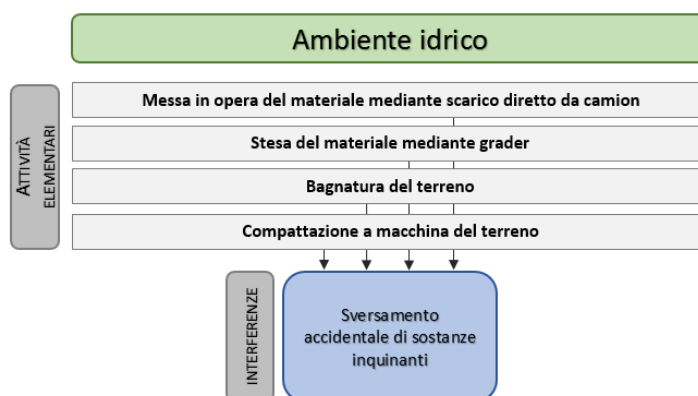 Ambiente idrico
ATTIVITÀ
ELEMENTARI
Messa in opera del materiale mediante scarico diretto da camion
Stesa del materiale mediante grader
Bagnatura del terreno
Compattazione a macchina del terreno
INTERFERENZE
Sversamento
accidentale di sostanze
inquinanti